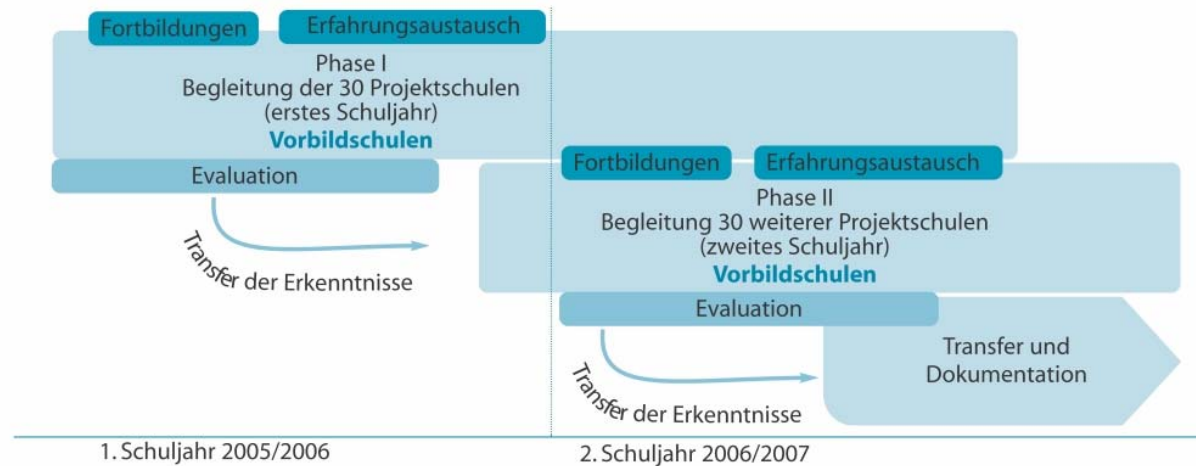 Fortbildungen
Erfahrungsaustausch
Phase I
Begleitung der 30 Projektschulen
(erstes Schuljahr)
Vorbildschulen
Evaluation
Transfer der Erkenntnisse
Fortbildungen
Erfahrungsaustausch
Phase II
Begleitung 30 weiterer Projektschulen
(zweites Schuljahr)
Vorbildschulen
Evaluation
Transfer der Erkenntnisse
Transfer und
Dokumentation
1. Schuljahr 2005/2006
2. Schuljahr 2006/2007